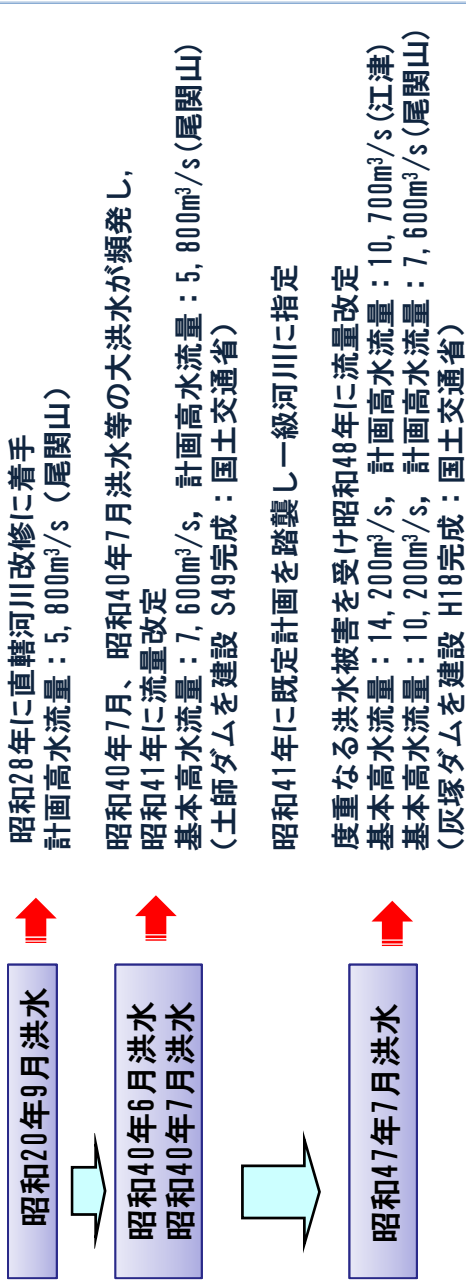 昭和20年9月洪水
昭和28年に直轄河川改修に着手
計画高水流量：5,800m³/s（尾関山）
昭和40年6月洪水
昭和40年7月洪水
昭和40年7月、昭和40年7月洪水等の大洪水が頻発し，
昭和41年に流量改定
基本高水流量：7,600m³/s，計画高水流量：5,800m³/s(尾関山)
（土師ダムを建設 S49完成：国土交通省）
昭和41年に既定計画を踏襲し一級河川に指定
昭和47年7月洪水
度重なる洪水被害を受け昭和48年に流量改定
基本高水流量：14,200m³/s，計画高水流量：10,700m³/s(江津)
基本高水流量：10,200m³/s，計画高水流量：7,600m³/s(尾関山)
（灰塚ダムを建設 H18完成：国土交通省）